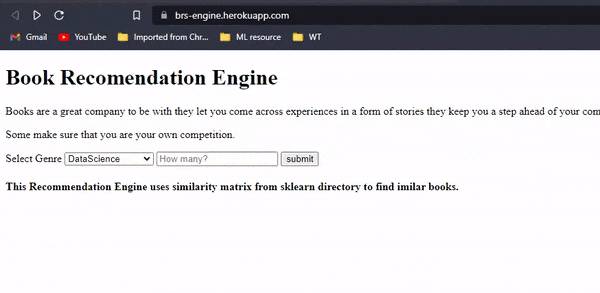 brs-engine.herokuapp.com
Gmail YouTube Imported from Chr... ML resource WT
Book Recomendation Engine
Books are a great company to be with they let you come across experiences in a form of stories they keep you a step ahead of your com
Some make sure that you are your own competition.
Select Genre DataScience How many? submit
This Recommendation Engine uses similarity matrix from sklearn directory to find imilar books.